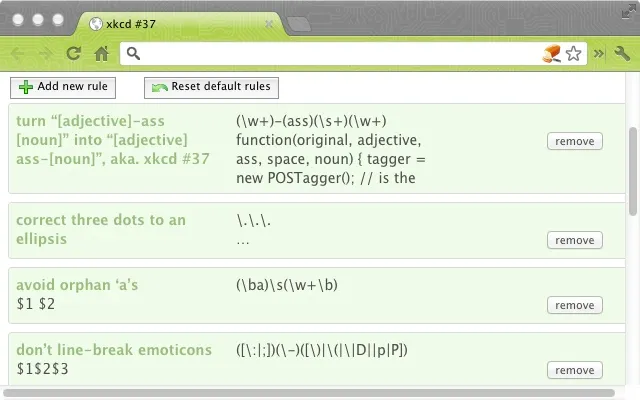 xkcd #37
Add new rule Reset default rules
turn “[adjective]-ass
[noun]” into “[adjective]
ass-[noun]”, aka. xkcd #37
(\w+)-(ass)(\s+)(\w+)
function(original, adjective,
ass, space, noun) { tagger =
new POSTagger(); // is the
remove
correct three dots to an
ellipsis
\.\.\.
…
remove
avoid orphan ‘a’s
$1 $2
(\ba)\s(\w+\b)
remove
don’t line-break emoticons
$1$2$3
([\:|;])(\-)([\)|\(|\|D||p|P])
remove